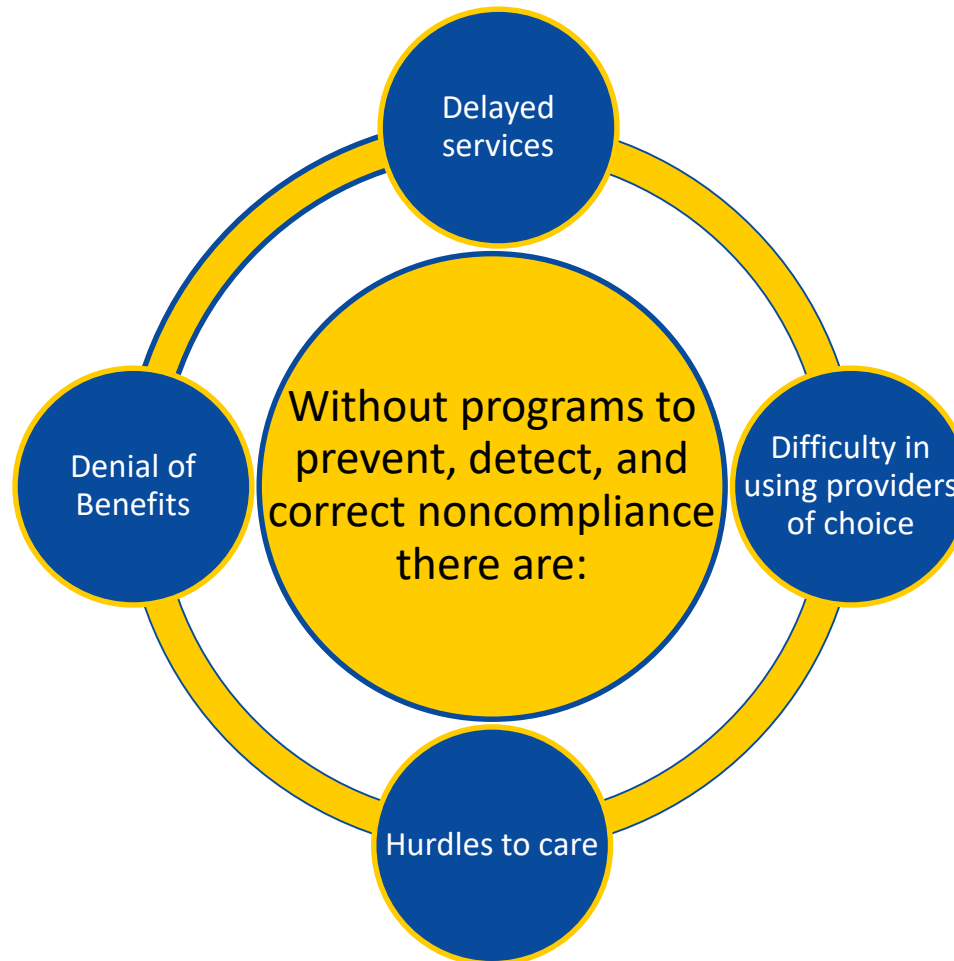 Delayed
services
Without programs to
prevent, detect, and
correct noncompliance
there are:
Denial of
Benefits
Difficulty in
using providers
of choice
Hurdles to care